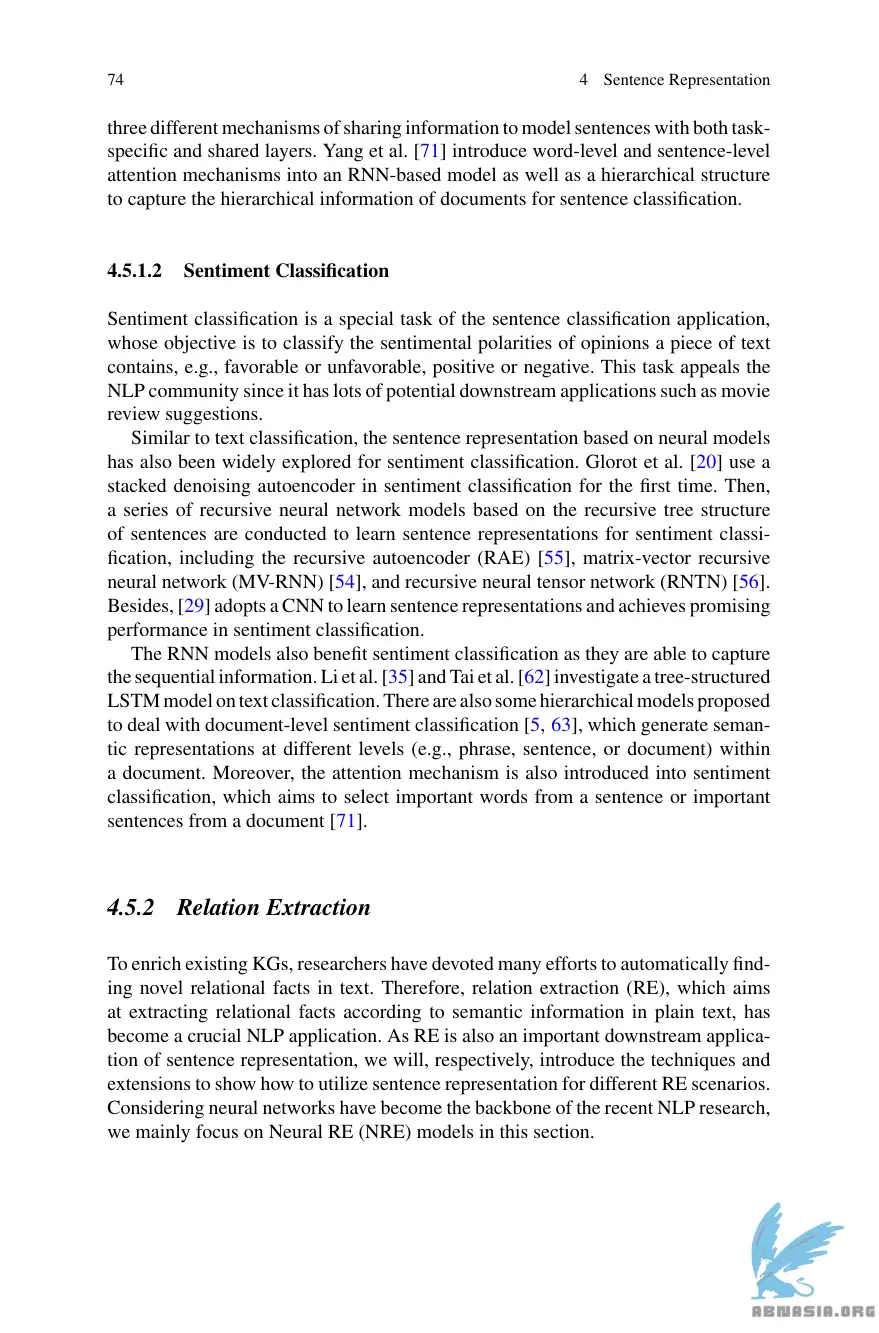 74 4 Sentence Representation
three different mechanisms of sharing information to model sentences with both task-
specific and shared layers. Yang et al. [71] introduce word-level and sentence-level
attention mechanisms into an RNN-based model as well as a hierarchical structure
to capture the hierarchical information of documents for sentence classification.
4.5.1.2 Sentiment Classification
Sentiment classification is a special task of the sentence classification application,
whose objective is to classify the sentimental polarities of opinions a piece of text
contains, e.g., favorable or unfavorable, positive or negative. This task appeals the
NLP community since it has lots of potential downstream applications such as movie
review suggestions.
Similar to text classification, the sentence representation based on neural models
has also been widely explored for sentiment classification. Glorot et al. [20] use a
stacked denoising autoencoder in sentiment classification for the first time. Then,
a series of recursive neural network models based on the recursive tree structure
of sentences are conducted to learn sentence representations for sentiment classi-
fication, including the recursive autoencoder (RAE) [55], matrix-vector recursive
neural network (MV-RNN) [54], and recursive neural tensor network (RNTN) [56].
Besides, [29] adopts a CNN to learn sentence representations and achieves promising
performance in sentiment classification.
The RNN models also benefit sentiment classification as they are able to capture
the sequential information. Li et al. [35] and Tai et al. [62] investigate a tree-structured
LSTM model on text classification. There are also some hierarchical models proposed
to deal with document-level sentiment classification [5, 63], which generate seman-
tic representations at different levels (e.g., phrase, sentence, or document) within
a document. Moreover, the attention mechanism is also introduced into sentiment
classification, which aims to select important words from a sentence or important
sentences from a document [71].
4.5.2 Relation Extraction
To enrich existing KGs, researchers have devoted many efforts to automatically find-
ing novel relational facts in text. Therefore, relation extraction (RE), which aims
at extracting relational facts according to semantic information in plain text, has
become a crucial NLP application. As RE is also an important downstream applica-
tion of sentence representation, we will, respectively, introduce the techniques and
extensions to show how to utilize sentence representation for different RE scenarios.
Considering neural networks have become the backbone of the recent NLP research,
we mainly focus on Neural RE (NRE) models in this section.
ABNASIA.ORG